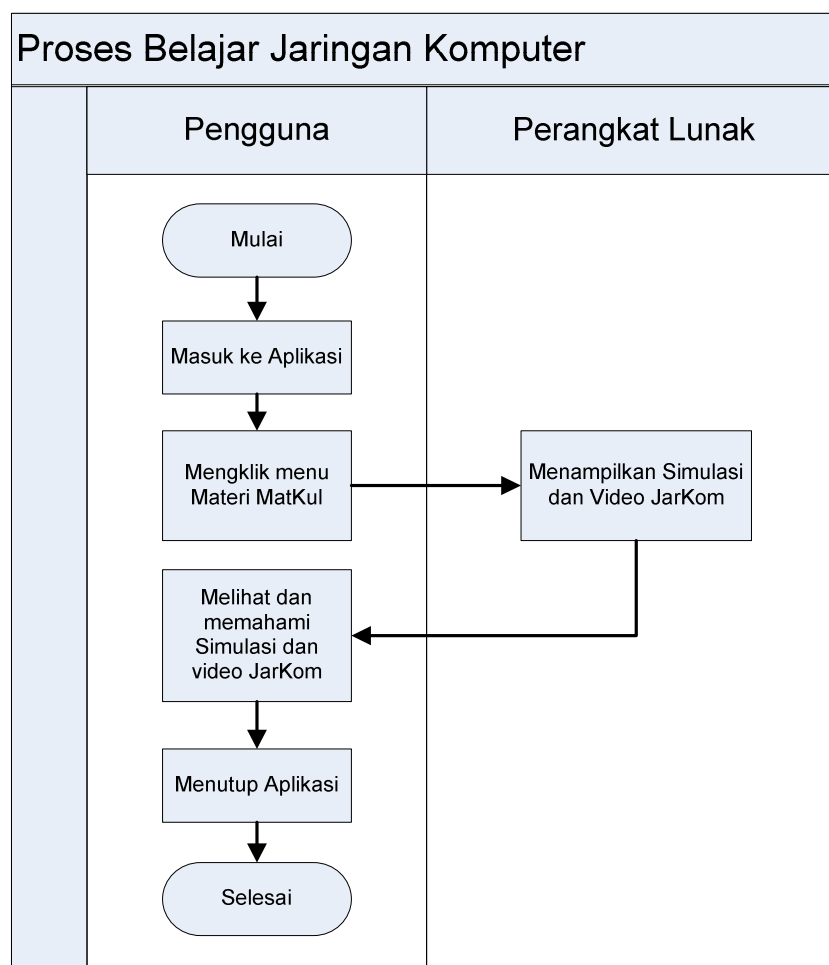 Proses Belajar Jaringan Komputer
Pengguna
Perangkat Lunak
Mulai
Masuk ke Aplikasi
Mengklik menu
Materi MatKul
Menampilkan Simulasi
dan Video JarKom
Melihat dan
memahami
Simulasi dan
video JarKom
Menutup Aplikasi
Selesai